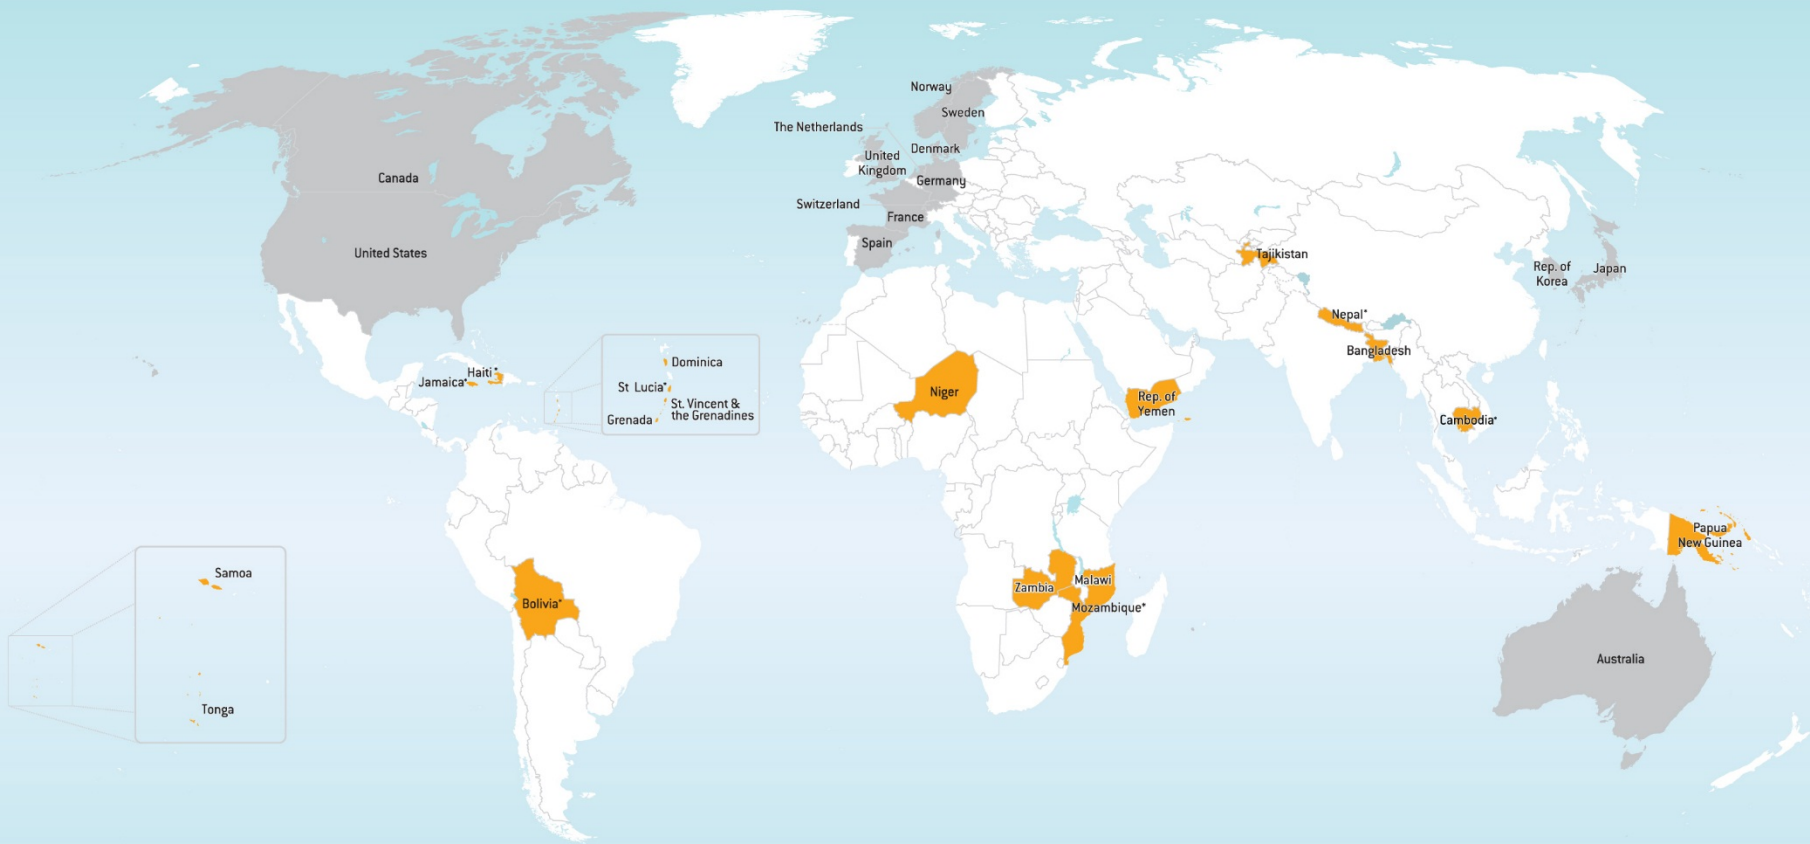 Norway
Sweden
The Netherlands
Denmark
United
Kingdom
Germany
Canada
Switzerland
France
Spain
United States
Tajikistan
Rep. of
Korea
Japan
Nepal*
Bangladesh
Haiti*
Jamaica*
Dominica
St Lucia*
St. Vincent &
the Grenadines
Grenada
Niger
Rep. of
Yemen
Cambodia*
Papua
New Guinea
Samoa
Bolivia*
Zambia
Malawi
Mozambique*
Australia
Tonga